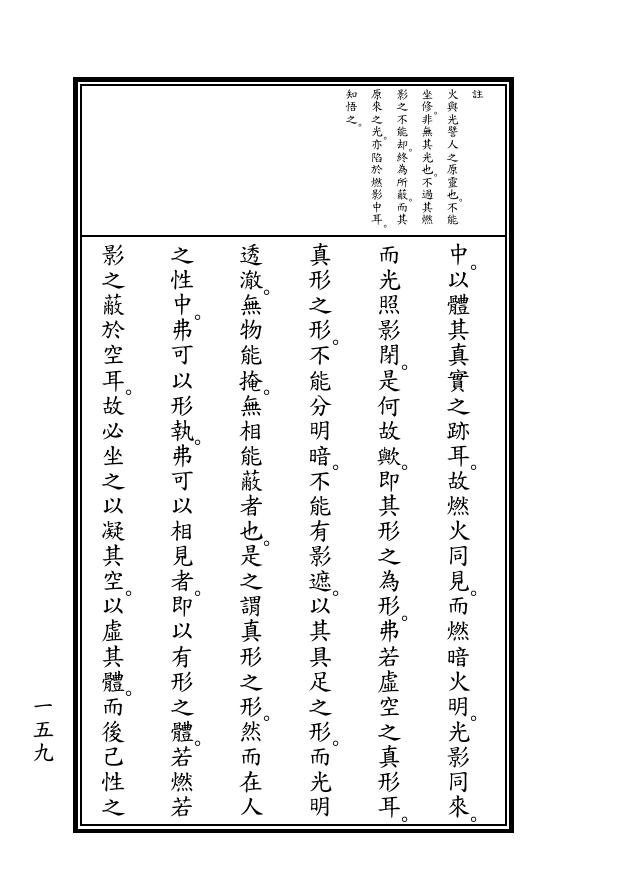 註
火與光譬人之原靈也。不能
坐修。非無其光也。不過其燃
影之不能却。終為所蔽。而其
原來之光。亦陷於燃影中耳。
知悟之。
中。以體其真實之跡耳。故燃火同見。而燃暗火明。光影同來。
而光照影閉。是何故歟。即其形之為形。弗若虛空之真形耳。
真形之形。不能分明暗。不能有影遮。以其具足之形。而光明
透澈。無物能掩。無相能蔽者也。是之謂真形之形。然而在人
之性中。弗可以形執。弗可以相見者。即以有形之體。若燃若
影之蔽於空耳。故必坐之以凝其空。以虛其體。而後己性之
一五九